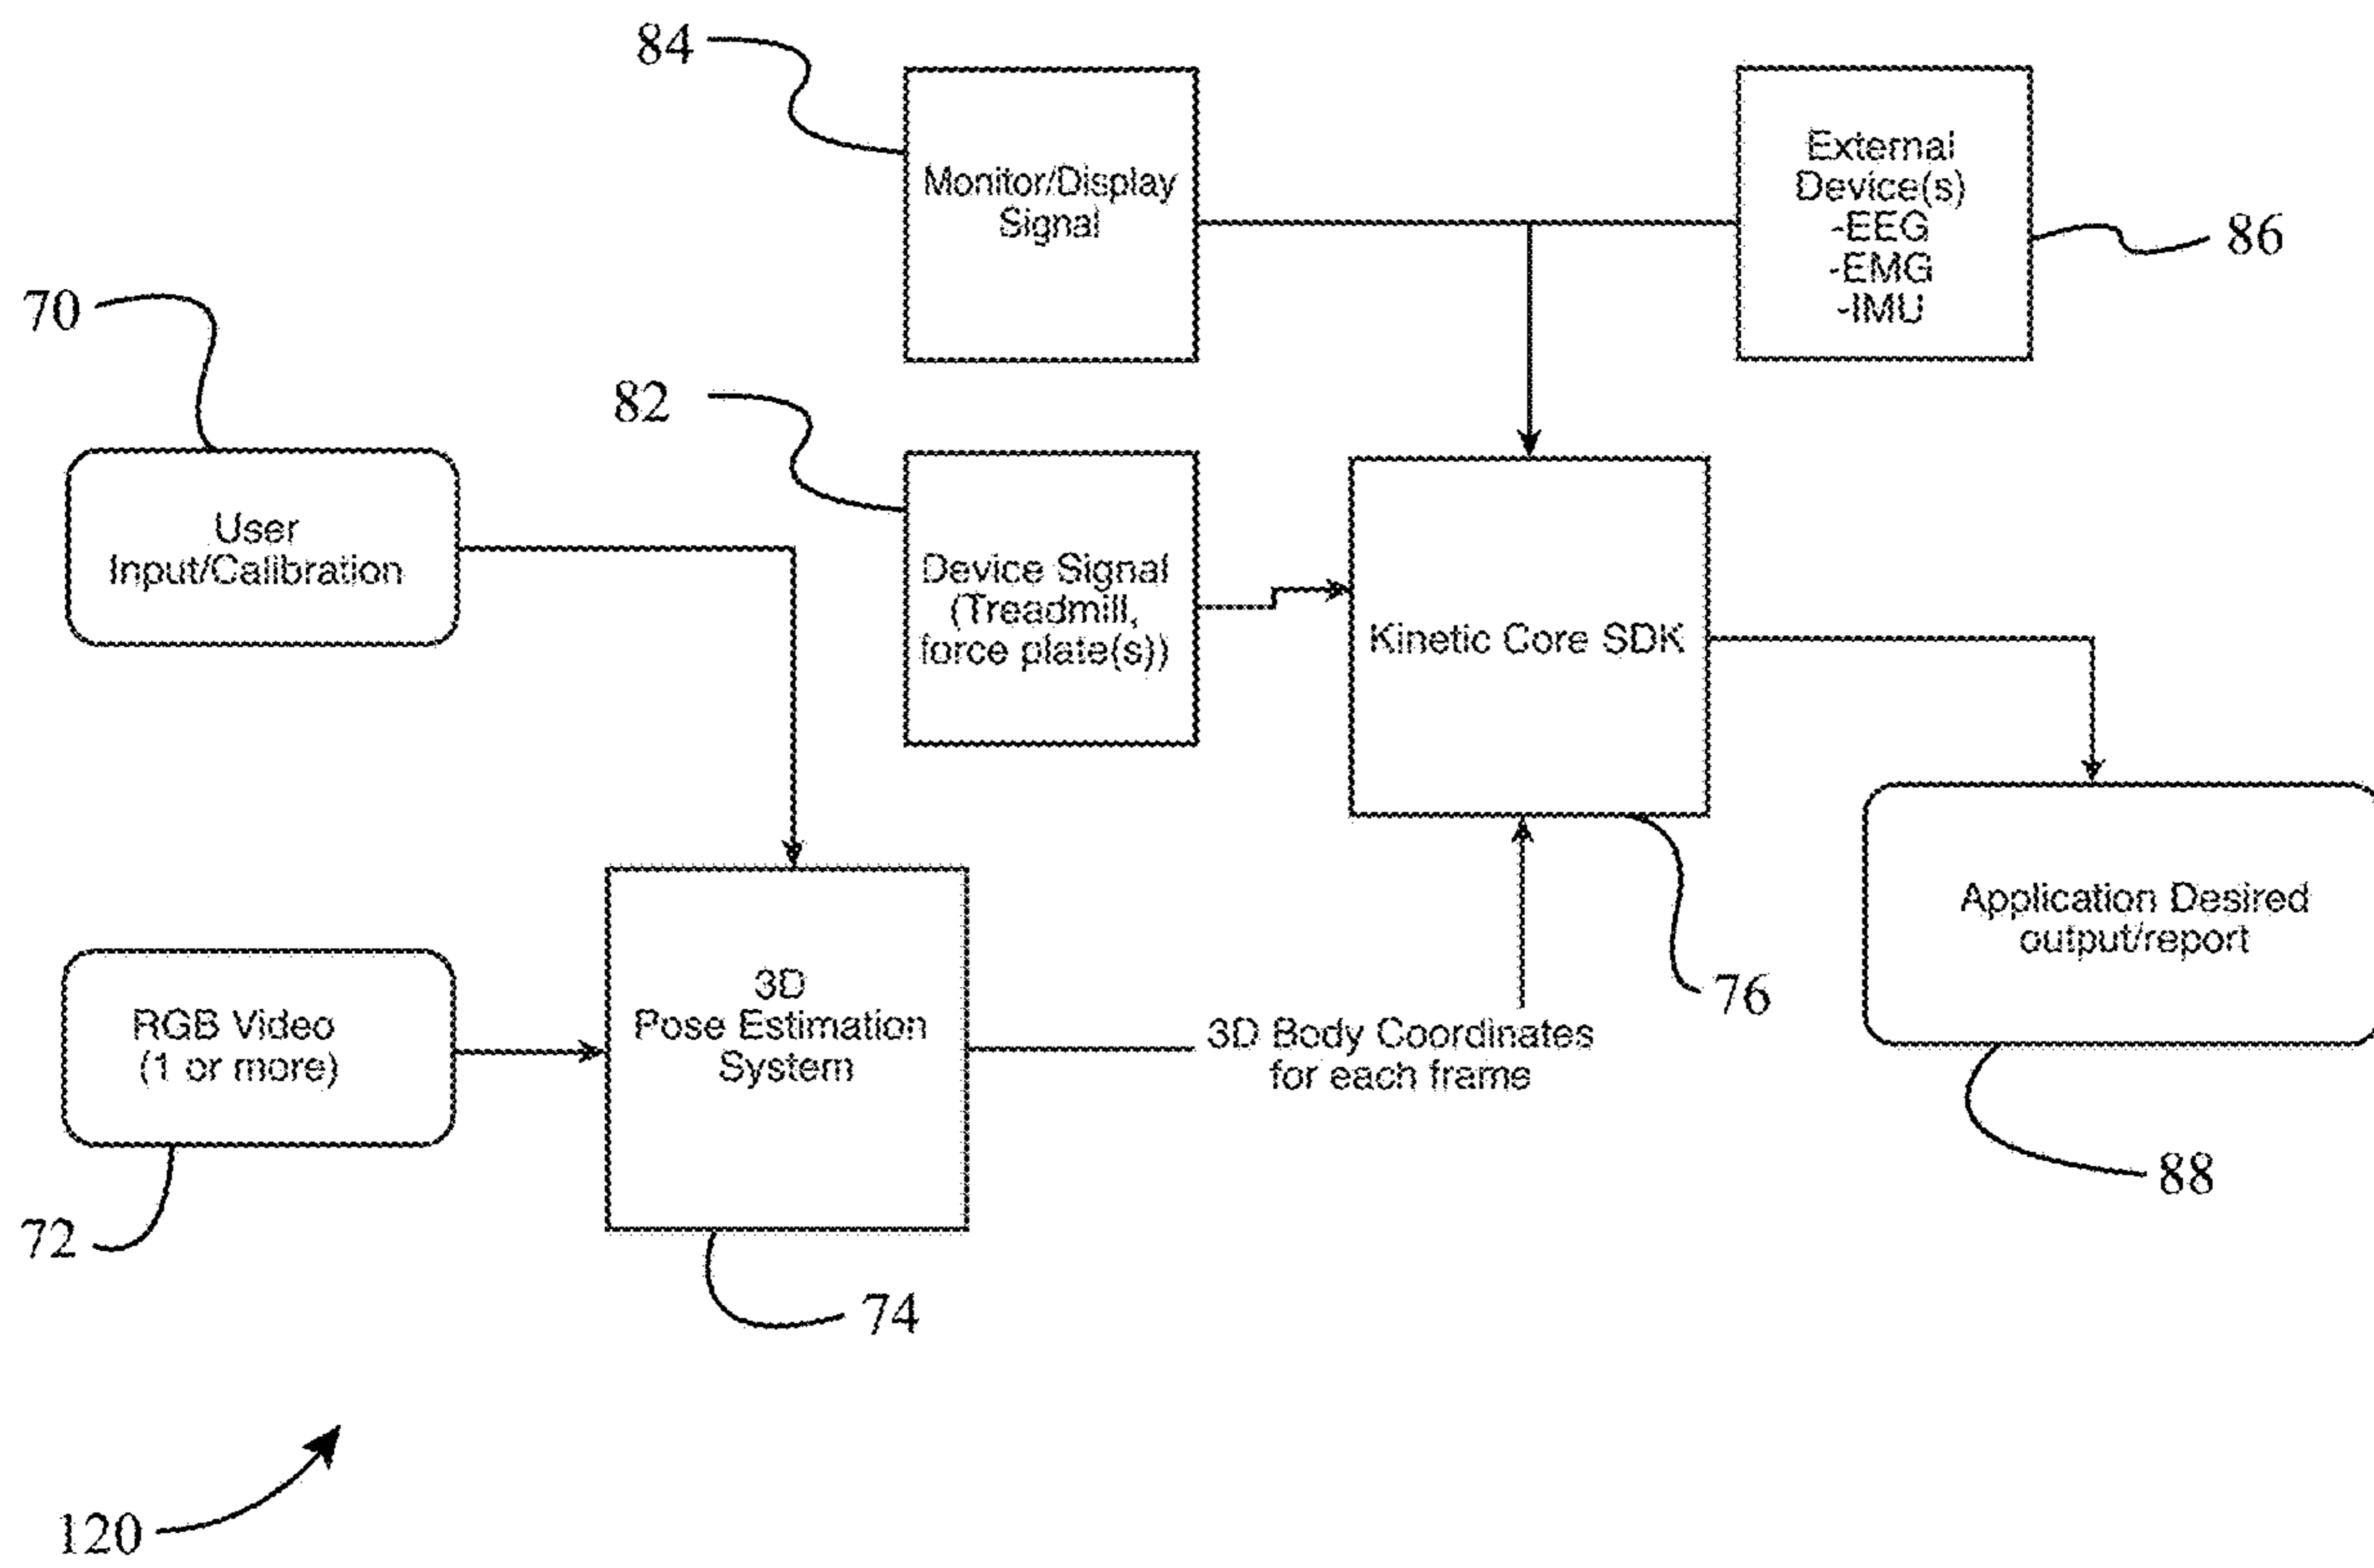 84
Monitor/Display
Signal
External
Device(s)
-EEG
-EMG
-IMU
86
70
User
Input/Calibration
82
Device Signal
(Treadmill,
force plate(s))
Kinetic Core SDK
76
RGB Video
(1 or more)
72
3D
Pose Estimation
System
74
3D Body Coordinates
for each frame
Application Desired
output/report
88
120